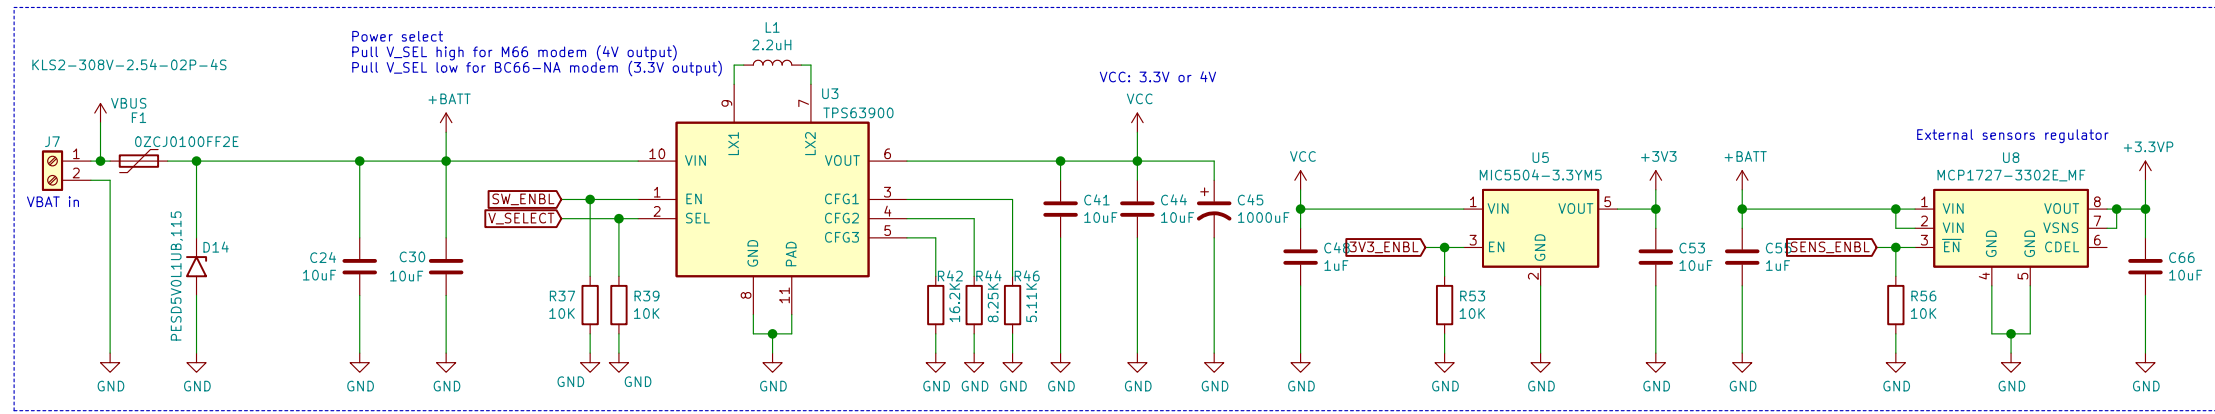 Power select
Pull V_SEL high for M66 modem (4V output)
Pull V_SEL low for BC66-NA modem (3.3V output)
KLS2-308V-2.54-02P-4S
VBUS
F1
0ZCJ0100FF2E
J7
1
2
VBAT in
PESD5V0L1UB,115
D14
GND
GND
C24
10uF
GND
+BATT
C30
10uF
GND
SW_ENBL
V_SELECT
R37
10K
GND
R39
10K
GND
L1
2.2uH
U3
TPS63900
9
7
LX1
LX2
10
VIN
VOUT
6
1
EN
CFG1
3
2
SEL
CFG2
4
CFG3
5
GND
PAD
8
11
GND
R42
16.2K
GND
R44
8.25K
GND
R46
5.11K
GND
VCC: 3.3V or 4V
VCC
C41
10uF
GND
C44
10uF
GND
+
C45
1000uF
GND
VCC
C48
1uF
GND
3V3_ENBL
R53
10K
GND
U5
MIC5504-3.3YM5
1
VIN
VOUT
5
3
EN
GND
2
GND
+3V3
C53
10uF
GND
+BATT
C55
1uF
GND
SENS_ENBL
R56
10K
GND
External sensors regulator
U8
MCP1727-3302E_MF
1
VIN
VOUT
8
2
VIN
VSNS
7
3
EN
CDEL
6
GND
GND
4
5
GND
+3.3VP
C66
10uF
GND